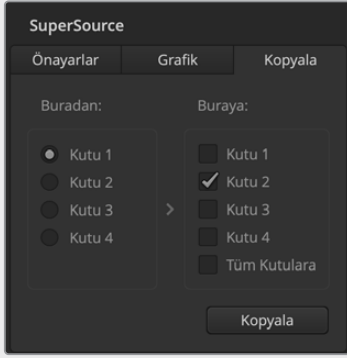 SuperSource
Önayarlar Grafik Kopyala
Buradan: Buraya:
Kutu 1 Kutu 1
Kutu 2 Kutu 2
Kutu 3 > Kutu 3
Kutu 4 Kutu 4
Tüm Kutulara
Kopyala